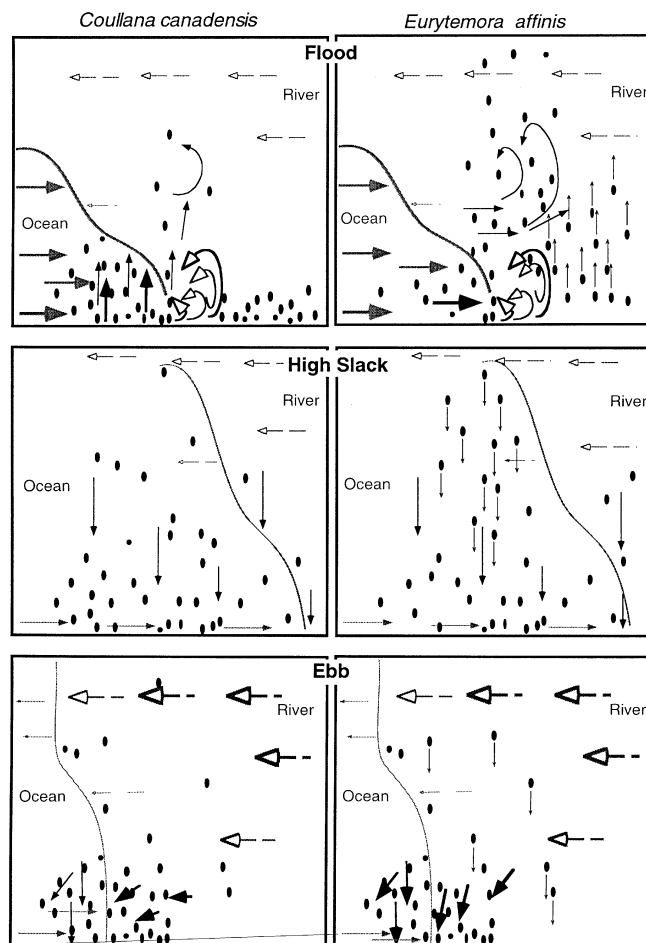 Coullana canadensis Eurytemora affinis
Flood
River River
Ocean Ocean
High Slack
River River
Ocean Ocean
Ebb
River River
Ocean Ocean